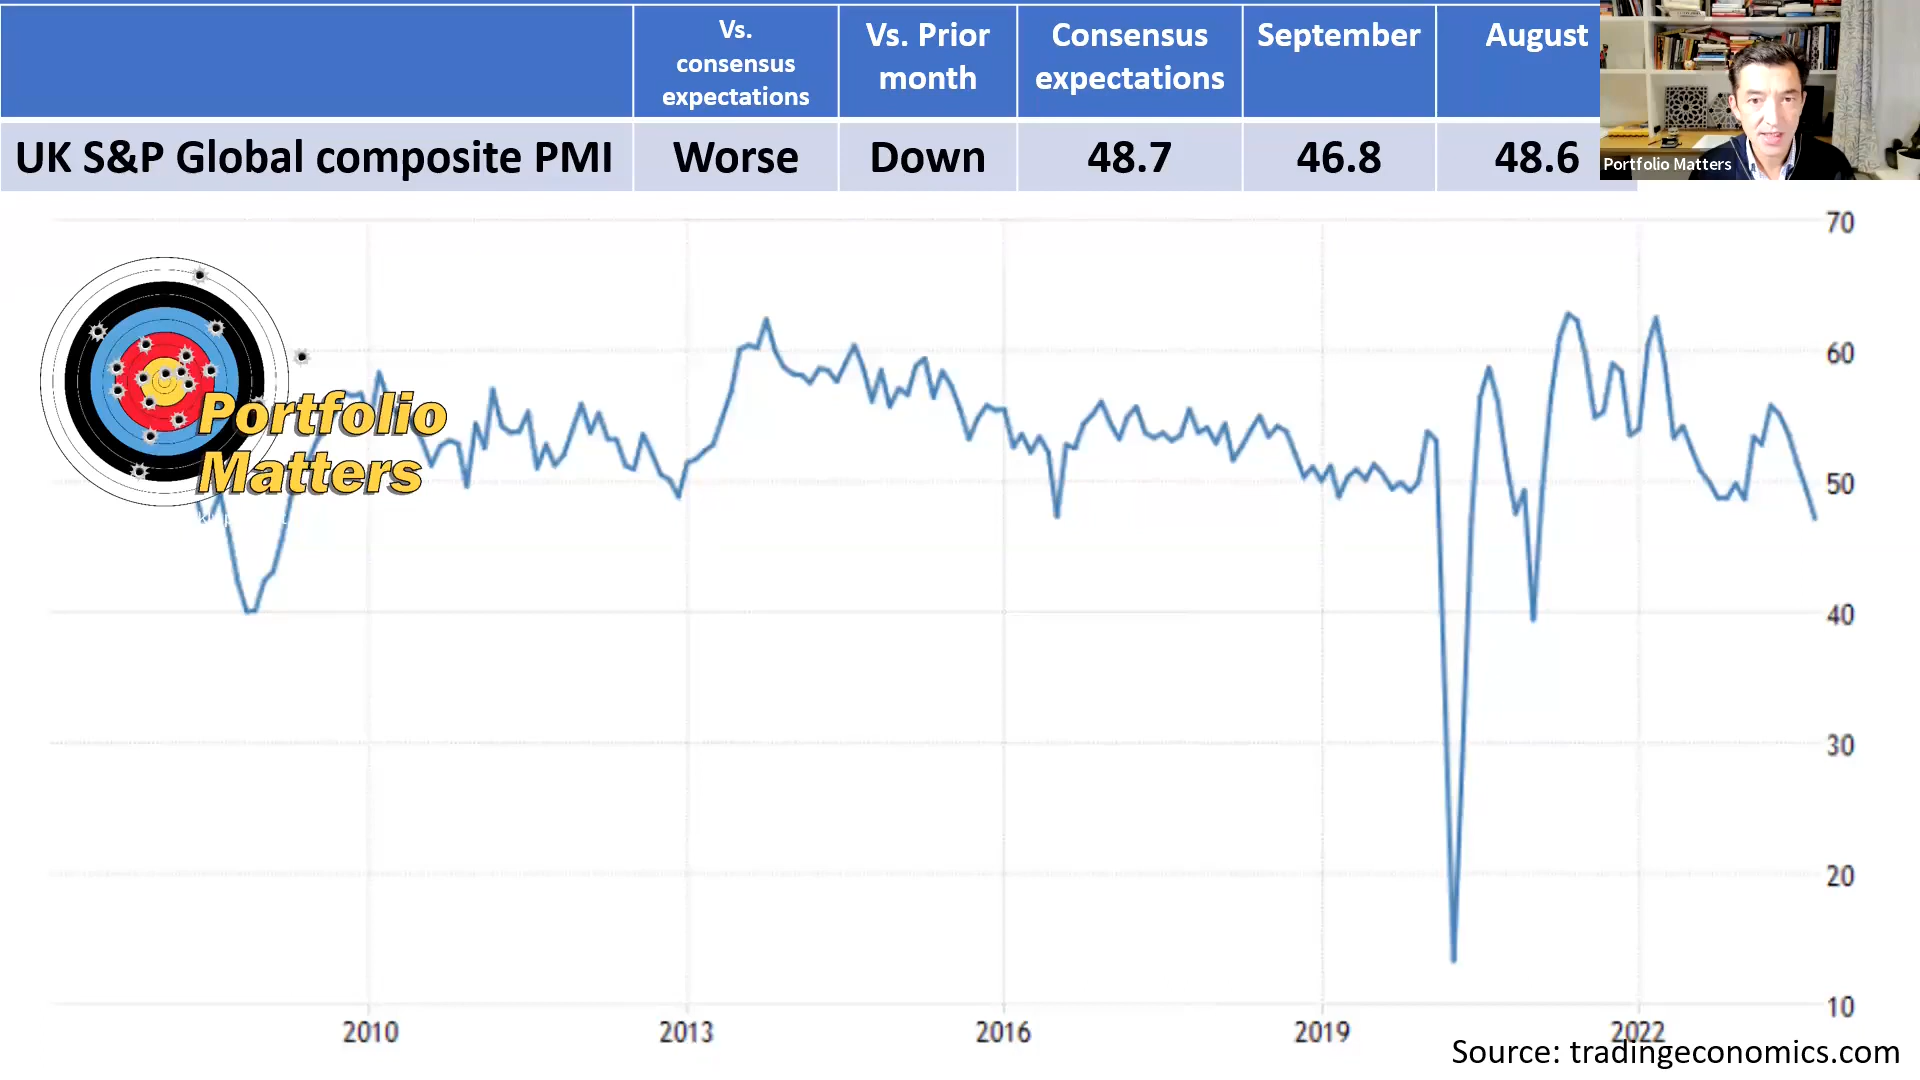 Vs.
consensus
expectations
Vs. Prior
month
Consensus
expectations
September
August
UK S&P Global composite PMI
Worse
Down
48.7
46.8
48.6
Portfolio Matters
70
60
50
40
30
20
10
Portfolio
Matters
2010
2013
2016
2019
2022
Source: tradingeconomics.com